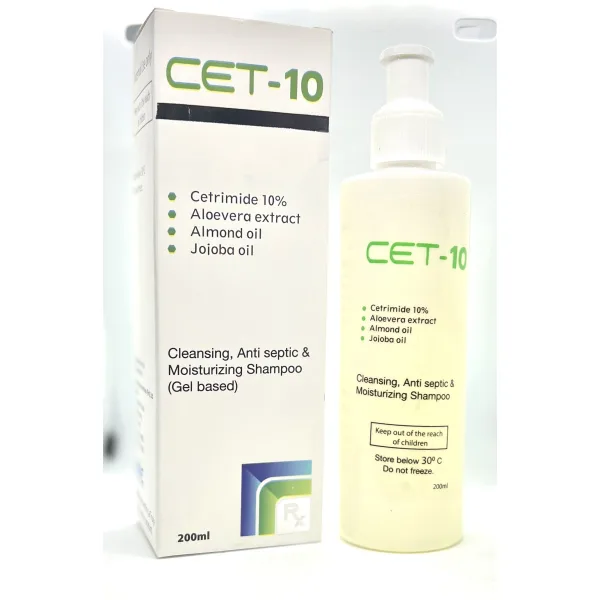 CET-10
Cetrimide 10%
Aloevera extract
Almond oil
Jojoba oil
Cleansing, Anti septic &
Moisturizing Shampoo
(Gel based)
Rx
200ml
CET-10
Cetrimide 10%
Aloevera extract
Almond oil
Jojoba oil
Cleansing, Anti septic &
Moisturizing Shampoo
Keep out of the reach
of children
Store below 30⁰ C
Do not freeze.
200ml